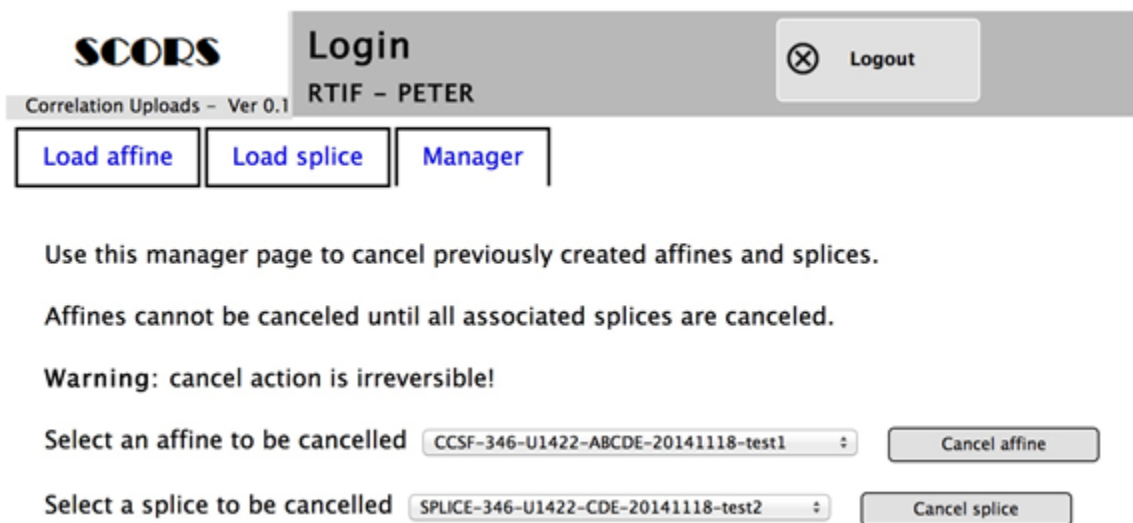 SCORS
Correlation Uploads – Ver 0.1
Login
RTIF – PETER
Logout
Load affine
Load splice
Manager
Use this manager page to cancel previously created affines and splices.
Affines cannot be canceled until all associated splices are canceled.
Warning: cancel action is irreversible!
Select an affine to be cancelled CCSF-346-U1422-ABCDE-20141118-test1 Cancel affine
Select a splice to be cancelled SPLICE-346-U1422-CDE-20141118-test2 Cancel splice